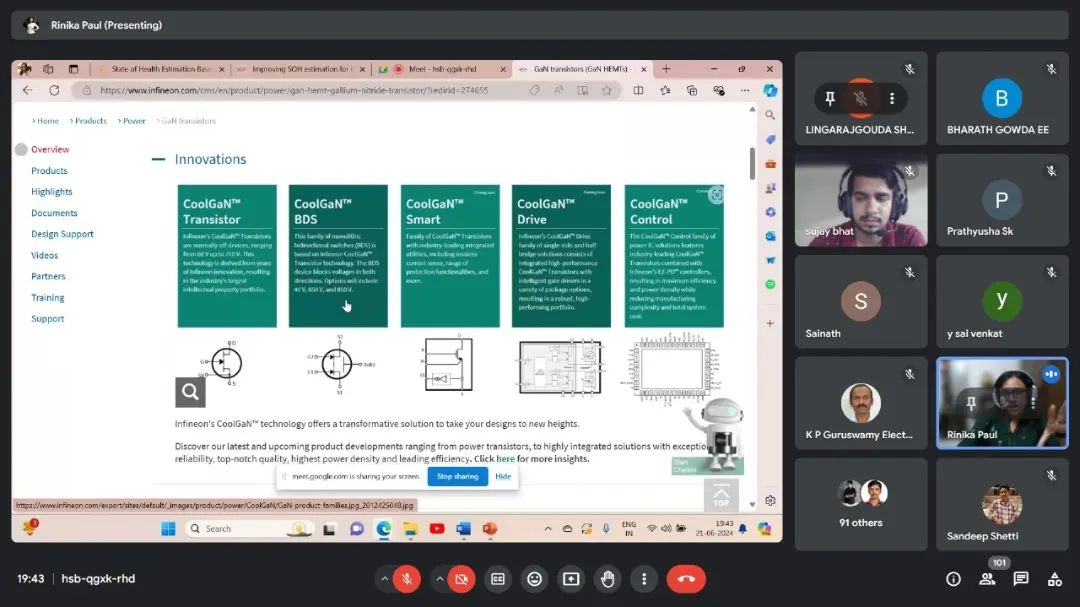 Rinika Paul (Presenting)
State of Health Estimation Bas
Improving SOH estimation for l
Meet - hsb-qgxk-rhd
GaN transistors (GaN HEMTs) -
https://www.infineon.com/cms/en/product/power/gan-hemt-gallium-nitride-transistor/?redirId=274655
> Home > Products > Power > GaN transistors
Overview
Products
Highlights
Documents
Design Support
Videos
Partners
Training
Support
Innovations
CoolGaN™
Transistor
Infineon's CoolGaN™ Transistors
are normally off devices, ranging
from 60 V up to
This
technology is derived from years
of Infineon innovation, resulting
in the industry's largest
intellectual property portfolio.
CoolGaN™
BDS
This family of monolithic
bidirectional switches (BDS) is
based on Infineon CoolGaN™
Transistor technology. The BDS
device blocks voltages in both
directions. Options will include
40 V, 650 V, and 850 V.
CoolGaN™
Smart
Family of CoolGaN™ Transistors
with industry-leading integrated
utilities, including lossless
current sense, range of
protection functionalities, and
more.
CoolGaN™
Drive
Infineon's CoolGaN™ Drive
family of single-side and half
bridge-solutions consists of
integrated high-performance
CoolGaN™ Transistors with
intelligent gate drivers in a
variety of package options,
resulting in a robust, high-
performing portfolio.
CoolGaN™
Control
The CoolGaN™ Control family of
power IC solutions features
industry-leading CoolGaN™
Transistors combined with
Infineon's EZ-PD™ controllers,
resulting in maximum efficiency
and power density while
reducing manufacturing
complexity and total system
cost.
Infineon's CoolGaN™ technology offers a transformative solution to take your designs to new heights.
Discover our latest and upcoming product developments ranging from power transistors, to highly integrated solutions with exception
reliability, top-notch quality, highest power density and leading efficiency. Click here for more insights.
meet.google.com is sharing your screen.
Stop sharing
Hide
TOP
https://www.infineon.com/export/sites/default/_images/product/power/CoolGaN/GaN-product-families.jpg_2012425048.jpg
Search
ENG
IN
19:43
21-06-2024
LINGARAJGOUDA SH...
B
BHARATH GOWDA EE
sujay bhat
P
Prathyusha Sk
S
Sainath
y
y sai venkat
K P Guruswamy Elect...
Rinika Paul
91 others
Sandeep Shetti
19:43 | hsb-qgxk-rhd
101